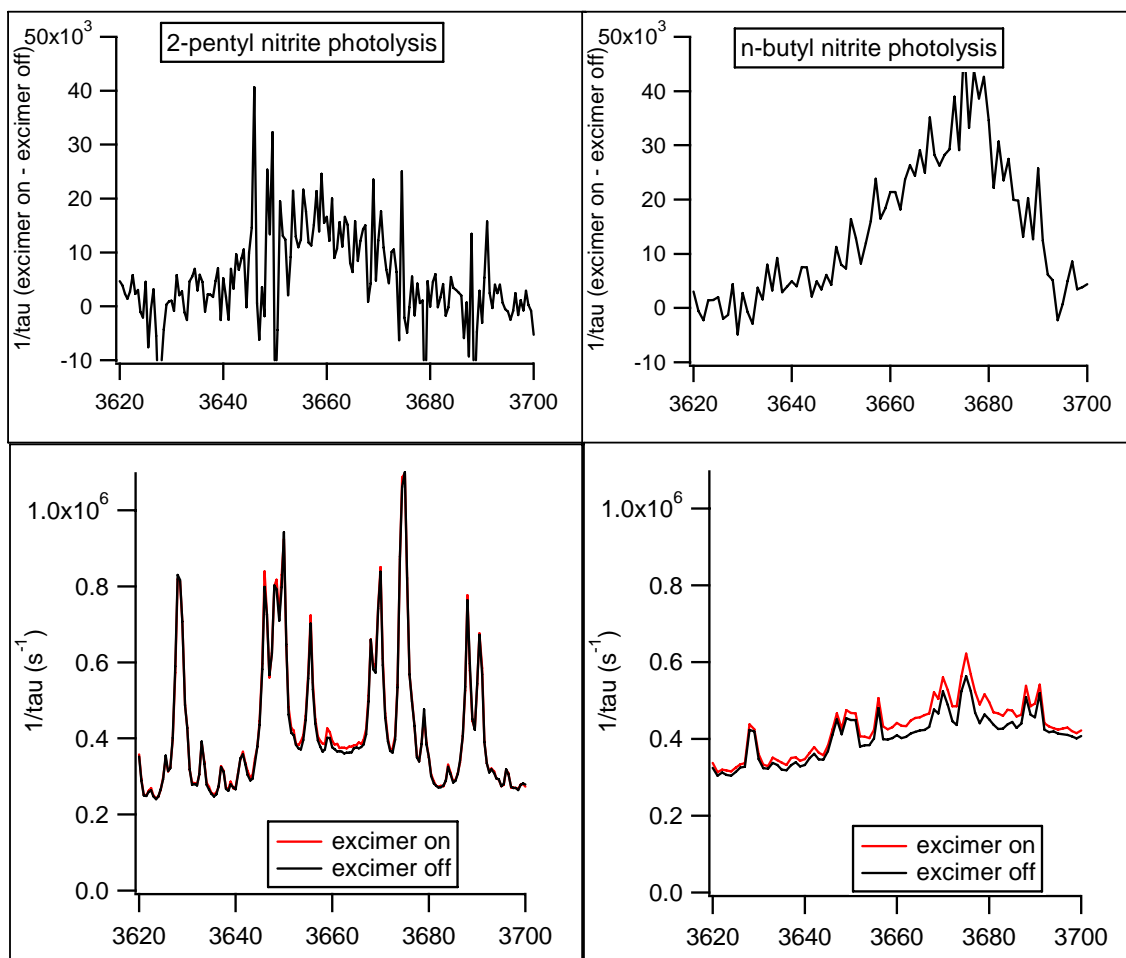 2-pentyl nitrite photolysis
1/tau (excimer on - excimer off)
50x10³
40
30
20
10
0
-10
3620 3640 3660 3680 3700
n-butyl nitrite photolysis
1/tau (excimer on - excimer off)
50x10³
40
30
20
10
0
-10
3620 3640 3660 3680 3700
1/tau (s⁻¹)
1.0x10⁶
0.8
0.6
0.4
0.2
0.0
excimer on
excimer off
3620 3640 3660 3680 3700
1/tau (s⁻¹)
1.0x10⁶
0.8
0.6
0.4
0.2
0.0
excimer on
excimer off
3620 3640 3660 3680 3700